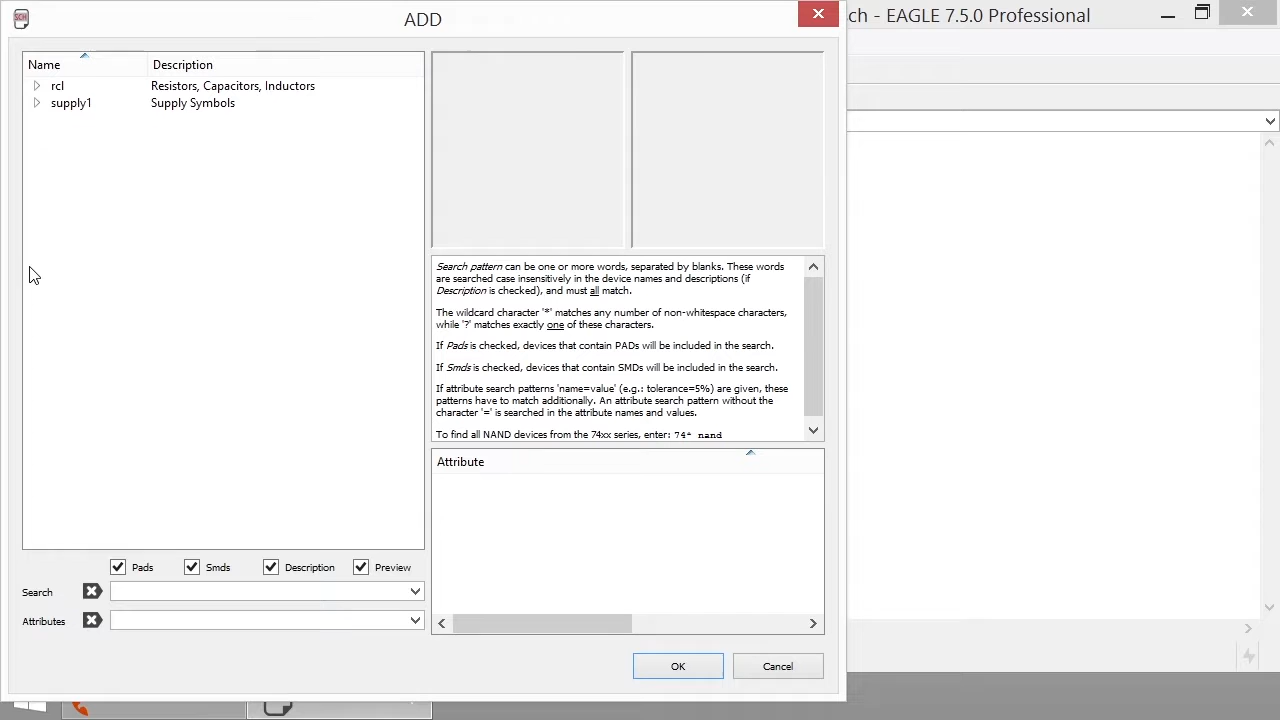 SCH
ADD
ch - EAGLE 7.5.0 Professional
Name
Description
rcl
Resistors, Capacitors, Inductors
supply1
Supply Symbols
Search pattern can be one or more words, separated by blanks. These words
are searched case insensitively in the device names and descriptions (if
Description is checked), and must all match.
The wildcard character '*' matches any number of non-whitespace characters,
while '?' matches exactly one of these characters.
If Pads is checked, devices that contain PADs will be included in the search.
If Smds is checked, devices that contain SMDs will be included in the search.
If attribute search patterns 'name=value' (e.g.: tolerance=5%) are given, these
patterns have to match additionally. An attribute search pattern without the
character '=' is searched in the attribute names and values.
To find all NAND devices from the 74xx series, enter: 74* nand
Attribute
Pads
Smds
Description
Preview
Search
Attributes
OK
Cancel